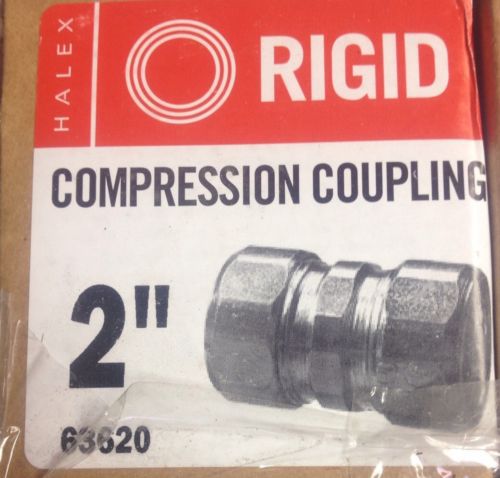 HALEX
RIGID
COMPRESSION COUPLING
2"
63620